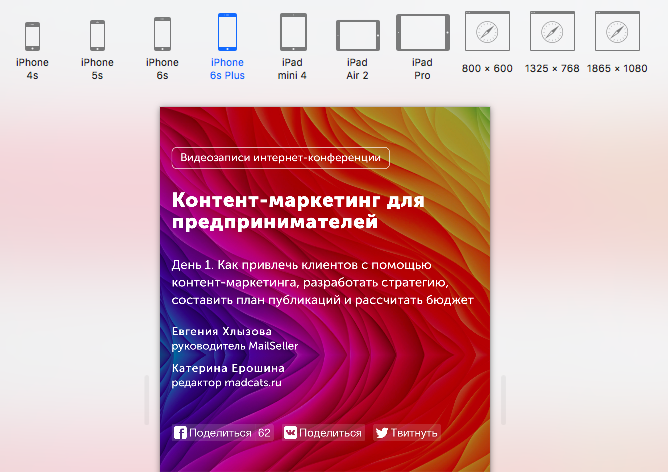 iPhone 4s
iPhone 5s
iPhone 6s
iPhone 6s Plus
iPad mini 4
iPad Air 2
iPad Pro
800 × 600
1325 × 768
1865 × 1080
Видеозаписи интернет-конференции
Контент-маркетинг для
предпринимателей
День 1. Как привлечь клиентов с помощью
контент-маркетинга, разработать стратегию,
составить план публикаций и рассчитать бюджет
Евгения Хлызова
руководитель MailSeller
Катерина Ерошина
редактор madcats.ru
Поделиться 62
Поделиться
Твитнуть